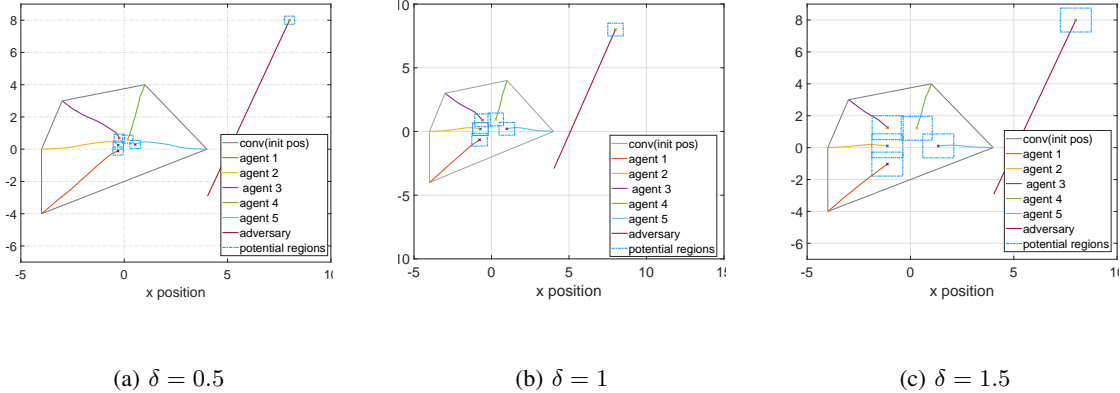 8
6
4
2
0
-2
-4
-6
-5
0
5
10
x position
conv(init pos)
agent 1
agent 2
agent 3
agent 4
agent 5
adversary
potential regions
(a) δ = 0.5
10
5
0
-5
10
-5
0
5
10
15
x position
conv(init pos)
agent 1
agent 2
agent 3
agent 4
agent 5
adversary
potential regions
(b) δ = 1
8
6
4
2
0
-2
-4
-6
-5
0
5
10
x position
conv(init pos)
agent 1
agent 2
agent 3
agent 4
agent 5
adversary
potential regions
(c) δ = 1.5